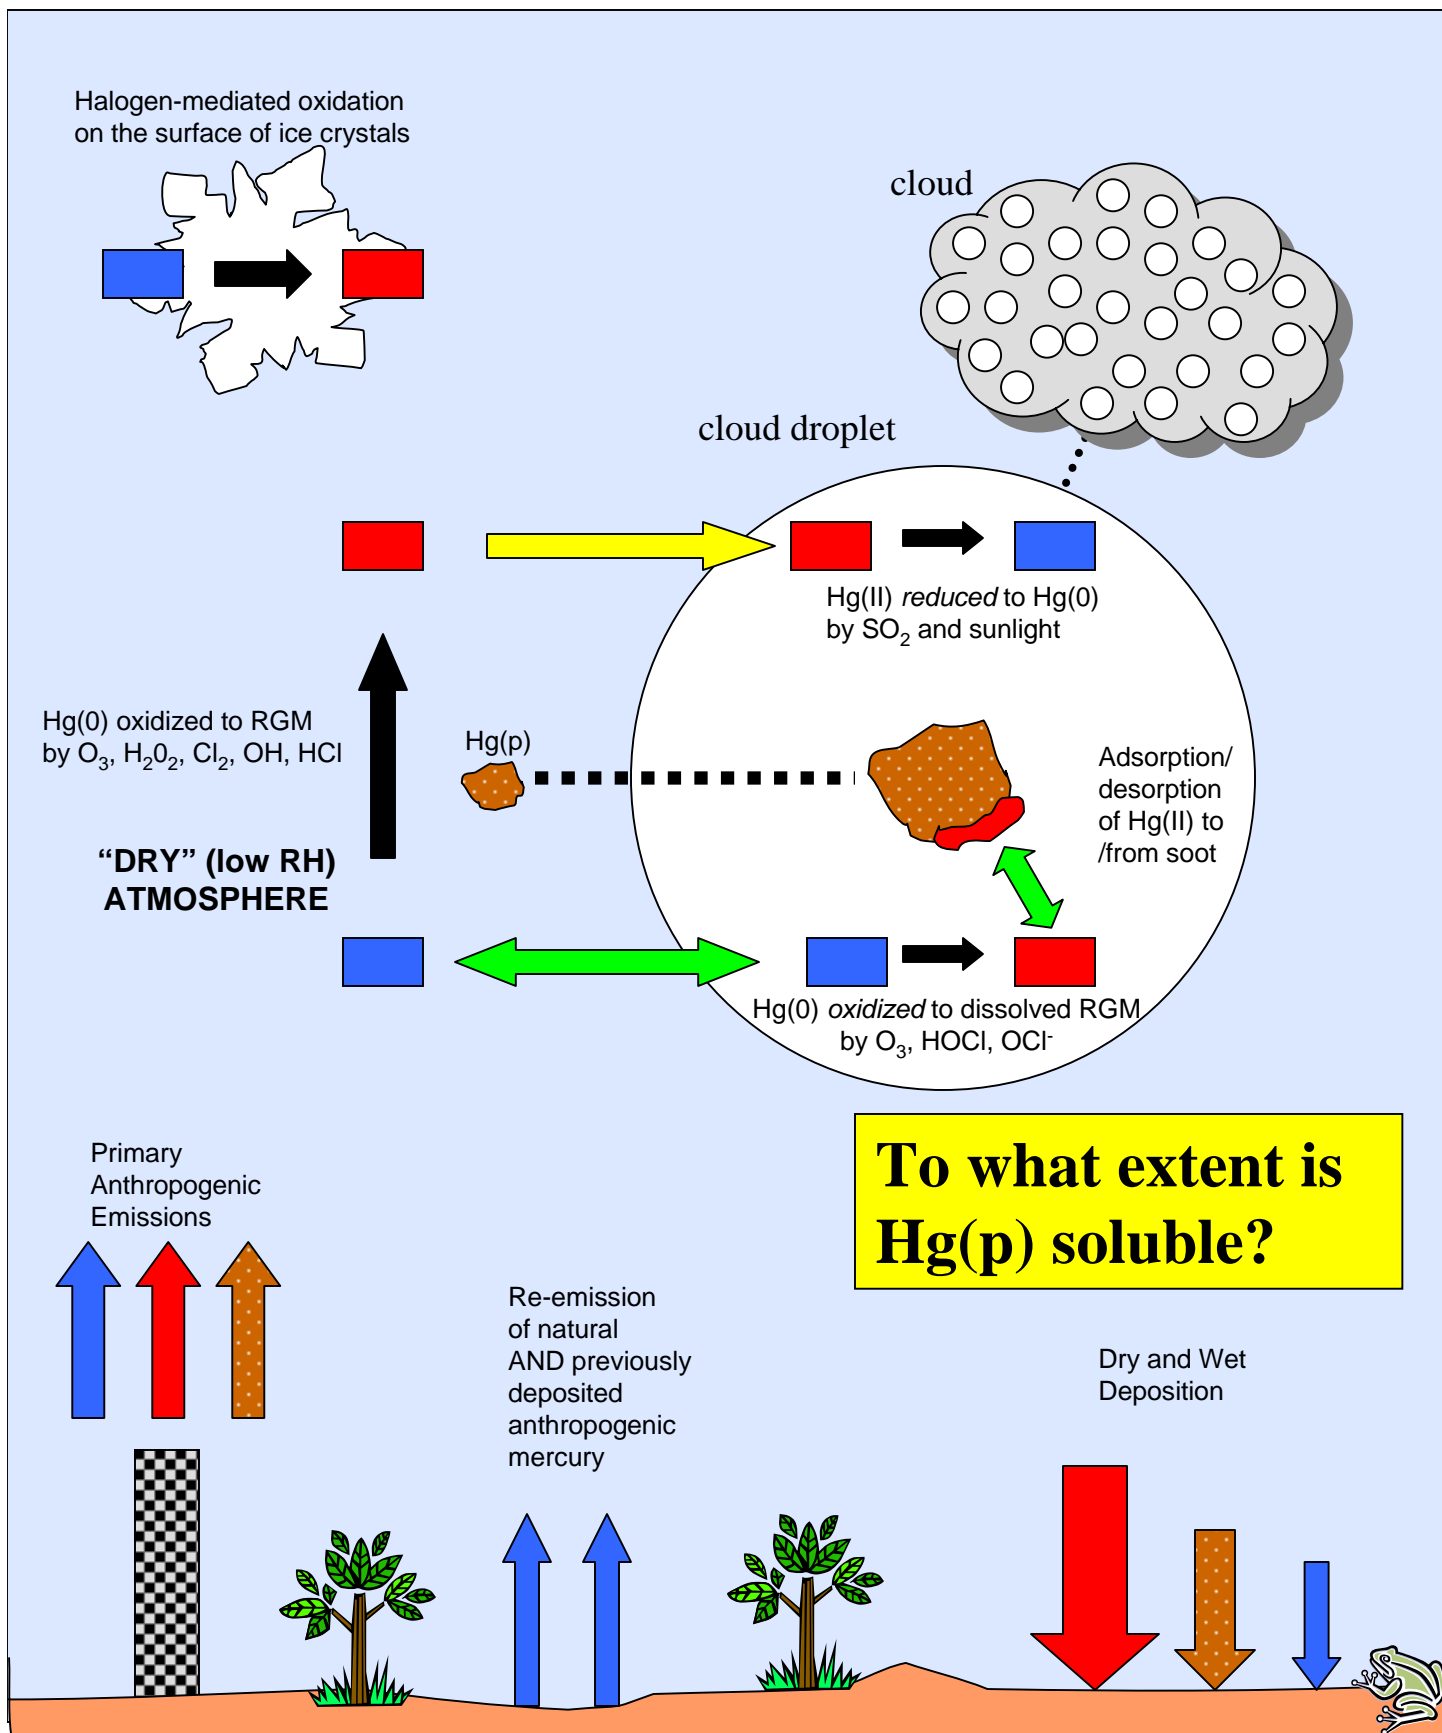 Halogen-mediated oxidation
on the surface of ice crystals
cloud
cloud droplet
Hg(II) reduced to Hg(0)
by SO₂ and sunlight
Hg(0) oxidized to RGM
by O₃, H₂0₂, Cl₂, OH, HCl
Hg(p)
Adsorption/
desorption
of Hg(II) to
/from soot
“DRY” (low RH)
ATMOSPHERE
Hg(0) oxidized to dissolved RGM
by O₃, HOCl, OCl⁻
Primary
Anthropogenic
Emissions
To what extent is
Hg(p) soluble?
Re-emission
of natural
AND previously
deposited
anthropogenic
mercury
Dry and Wet
Deposition